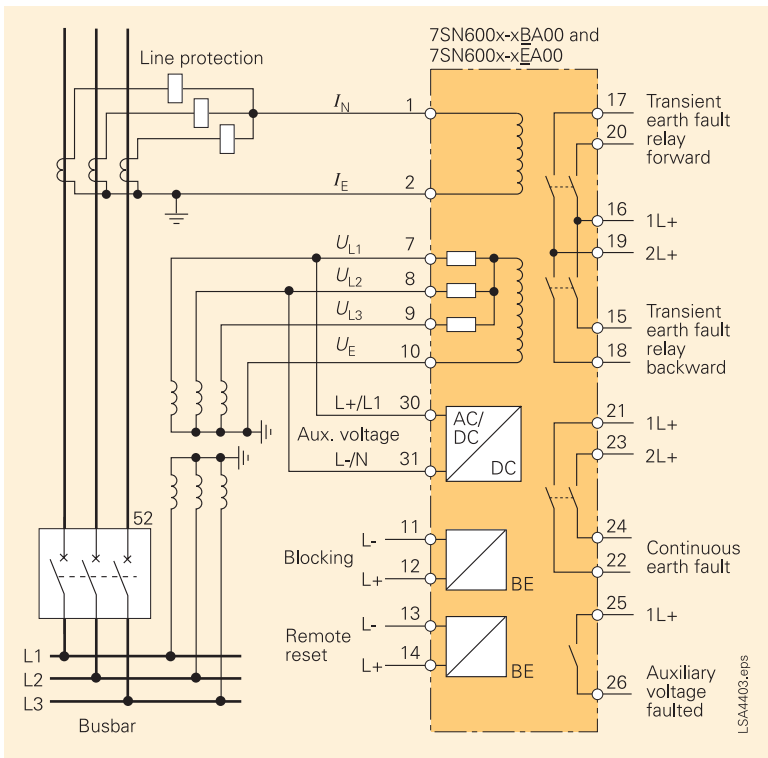 7SN600x-xBA00 and
7SN600x-xEA00
Line protection
IN 1
IE 2
UL1 7
UL2 8
UL3 9
UE 10
L+/L1 30
Aux. voltage
L-/N 31
AC/
DC
DC
52
Blocking
L- 11
L+ 12
BE
Remote
reset
L- 13
L+ 14
BE
L1
L2
L3
Busbar
17 Transient
earth fault
20 relay
forward
16 1L+
19 2L+
15 Transient
earth fault
18 relay
backward
21 1L+
23 2L+
24 Continuous
22 earth fault
25 1L+
26 Auxiliary
voltage
faulted
LSA4403.eps